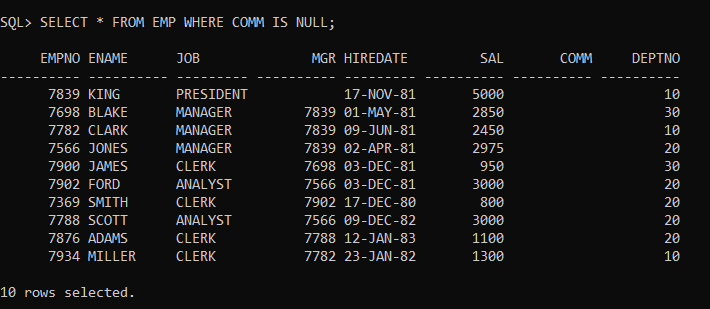 SQL> SELECT * FROM EMP WHERE COMM IS NULL;
     EMPNO ENAME      JOB              MGR HIREDATE         SAL       COMM     DEPTNO
---------- ---------- --------- ---------- --------- ---------- ---------- ----------
      7839 KING       PRESIDENT            17-NOV-81       5000                    10
      7698 BLAKE      MANAGER         7839 01-MAY-81       2850                    30
      7782 CLARK      MANAGER         7839 09-JUN-81       2450                    10
      7566 JONES      MANAGER         7839 02-APR-81       2975                    20
      7900 JAMES      CLERK           7698 03-DEC-81        950                    30
      7902 FORD       ANALYST         7566 03-DEC-81       3000                    20
      7369 SMITH      CLERK           7902 17-DEC-80        800                    20
      7788 SCOTT      ANALYST         7566 09-DEC-82       3000                    20
      7876 ADAMS      CLERK           7788 12-JAN-83       1100                    20
      7934 MILLER     CLERK           7782 23-JAN-82       1300                    10
10 rows selected.